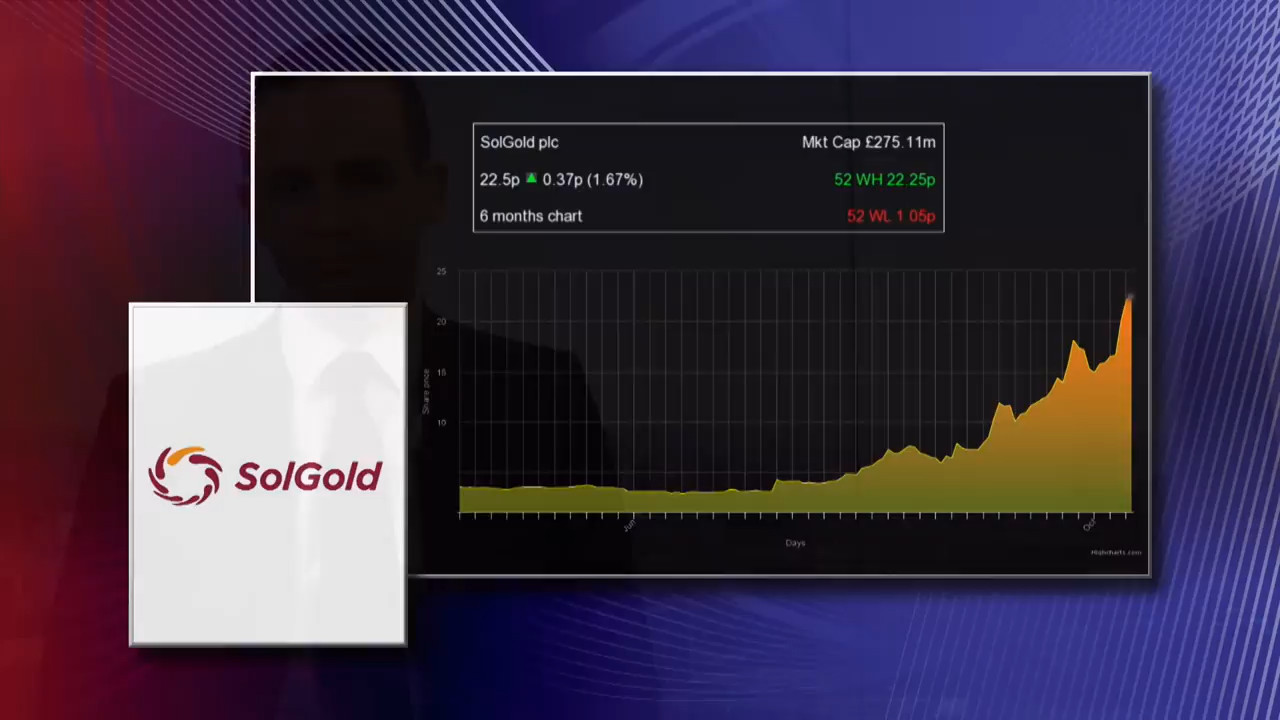 SolGold plc Mkt Cap £275.11m
22.5p 0.37p (1.67%) 52 WH 22.25p
6 months chart 52 WL 1 05p
25
20
15
10
Share price
Jun
Oct
Days
Highcharts.com
SolGold